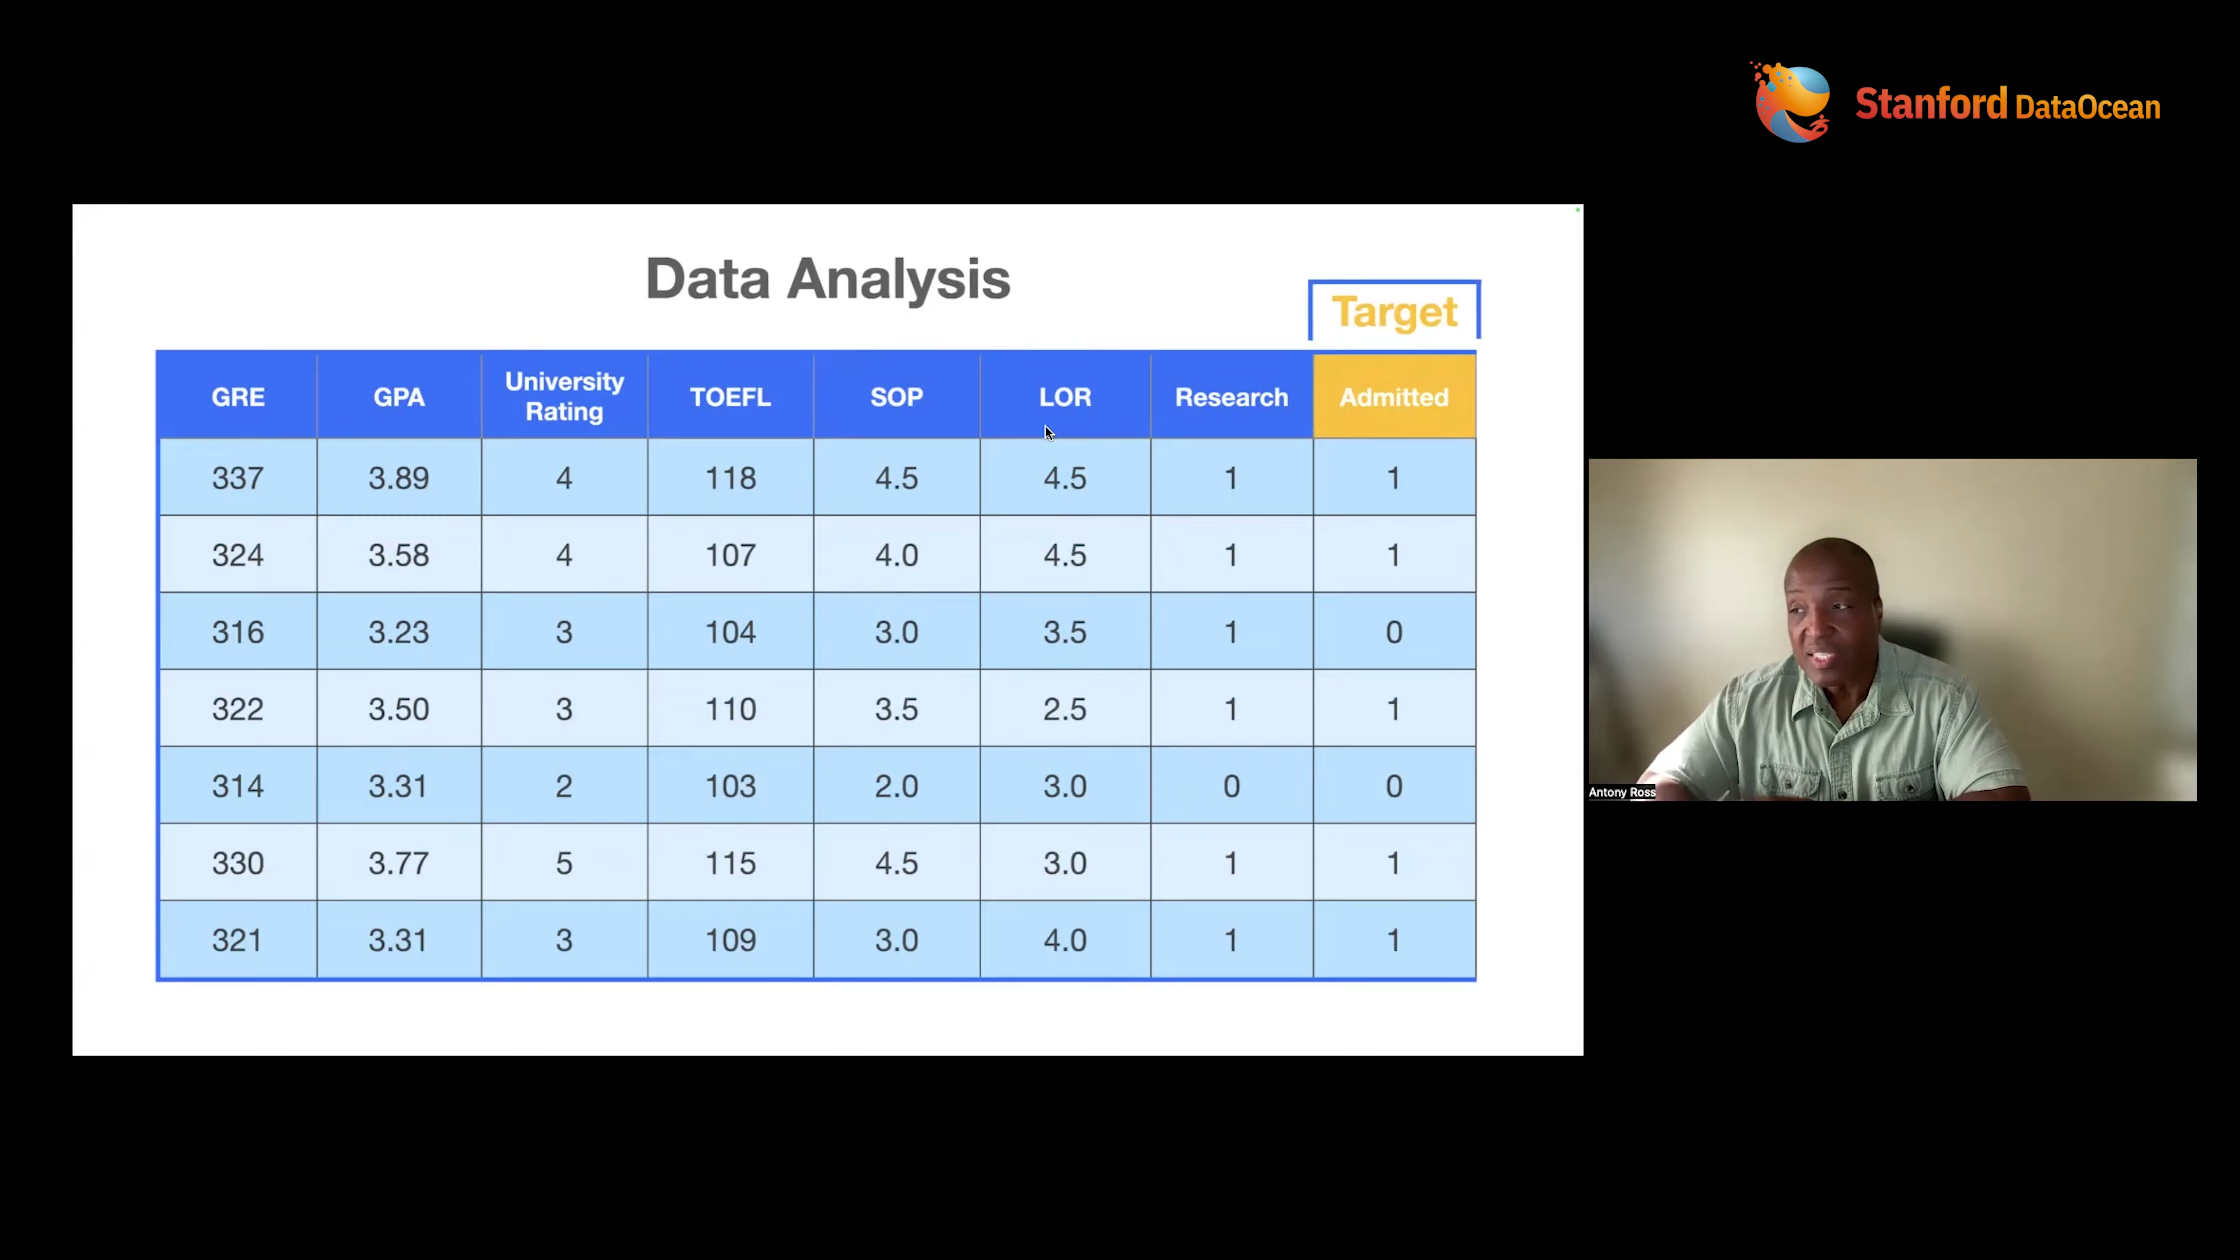 Stanford DataOcean
Data Analysis
Target
GRE GPA University Rating TOEFL SOP LOR Research Admitted
337 3.89 4 118 4.5 4.5 1 1
324 3.58 4 107 4.0 4.5 1 1
316 3.23 3 104 3.0 3.5 1 0
322 3.50 3 110 3.5 2.5 1 1
314 3.31 2 103 2.0 3.0 0 0
330 3.77 5 115 4.5 3.0 1 1
321 3.31 3 109 3.0 4.0 1 1
Antony Ross